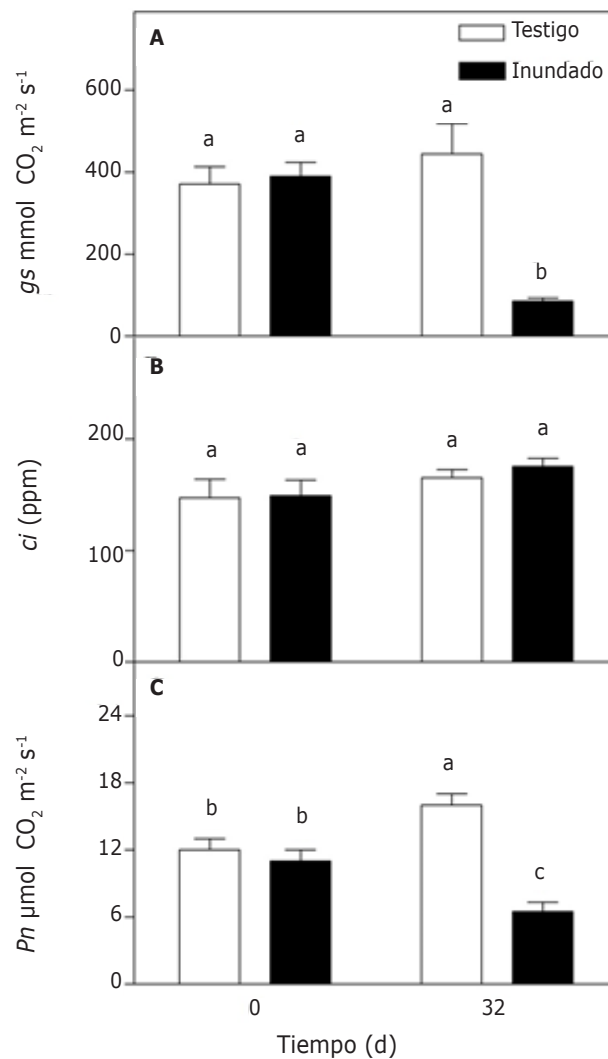 A
Testigo
Inundado
600
400
200
0
gs mmol CO₂ m⁻² s⁻¹
a
a
a
b
B
200
100
0
ci (ppm)
a
a
a
a
C
24
18
12
6
0
Pn µmol CO₂ m⁻² s⁻¹
b
b
a
c
0
32
Tiempo (d)